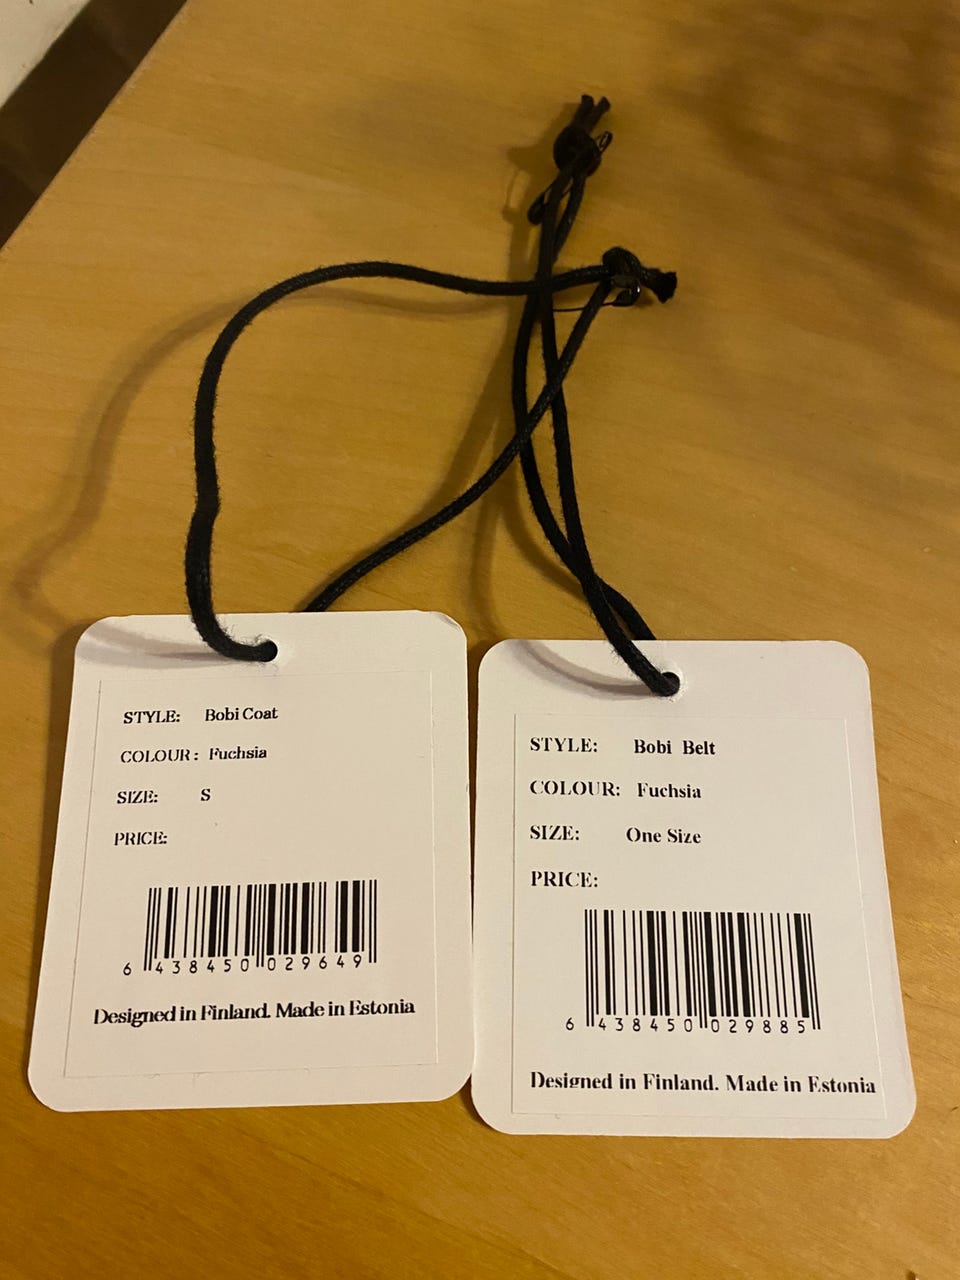 STYLE: Bobi Coat
COLOUR: Fuchsia
SIZE: S
PRICE:
6 438450 029649
Designed in Finland. Made in Estonia
STYLE: Bobi Belt
COLOUR: Fuchsia
SIZE: One Size
PRICE:
6 438450 029885
Designed in Finland. Made in Estonia